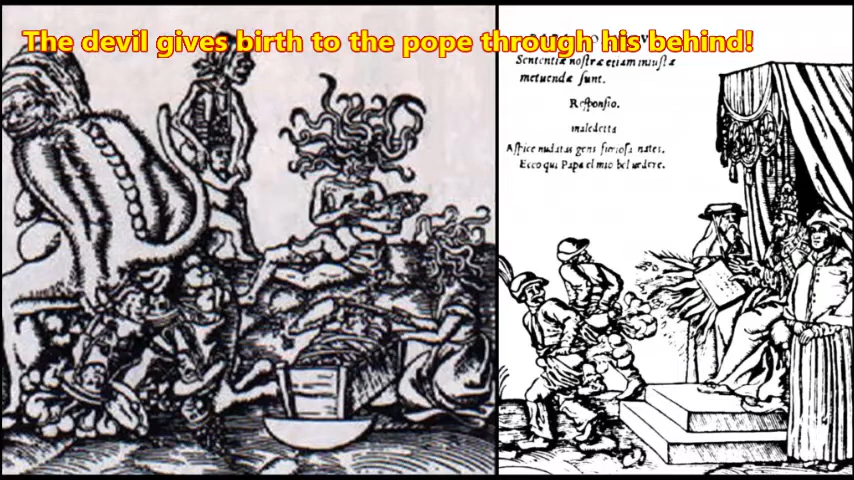 The devil gives birth to the pope through his behind!
Sententiæ nostræ etiam iniustæ
metuendæ sunt.
Responsio.
maledetta
Aspice nudatas gens furiosa nates.
Ecco qui Papa el mio bel uedere.